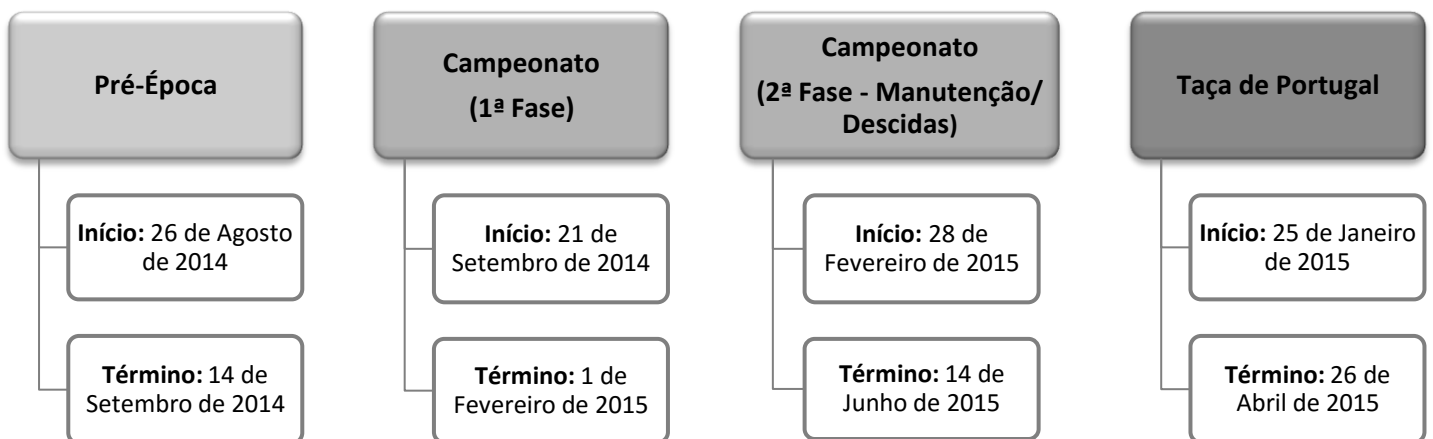 Pré-Época
Início: 26 de Agosto
de 2014
Término: 14 de
Setembro de 2014
Campeonato
(1ª Fase)
Início: 21 de
Setembro de 2014
Término: 1 de
Fevereiro de 2015
Campeonato
(2ª Fase - Manutenção/
Descidas)
Início: 28 de
Fevereiro de 2015
Término: 14 de
Junho de 2015
Taça de Portugal
Início: 25 de Janeiro
de 2015
Término: 26 de
Abril de 2015